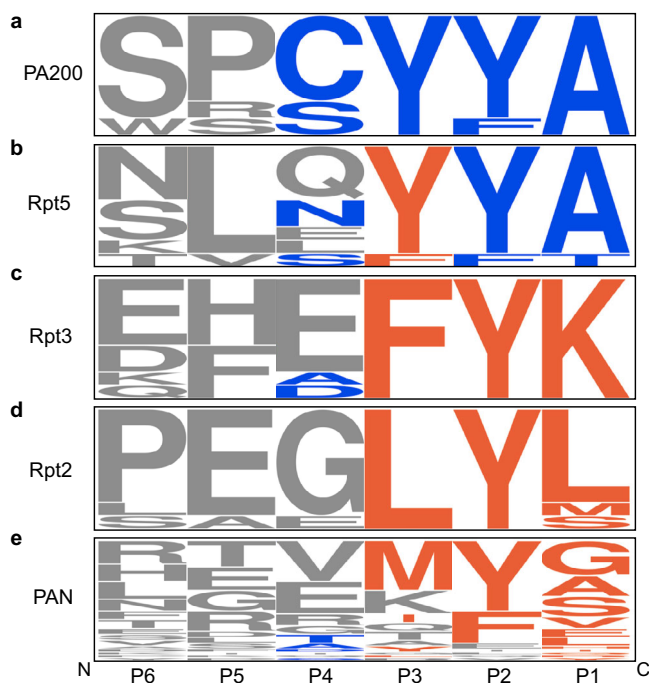 a
PA200
S P C Y Y A
R
W S S F
b
Rpt5
N L Q Y Y A
S N
K E
L
V S F F
c
Rpt3
E H E F Y K
D F A
K D
Q
d
Rpt2
P E G L Y L
L M
S A E S
e
PAN
R T V M Y G
H E E K A
L G S
N R R F V
N P6 P5 P4 P3 P2 P1 C